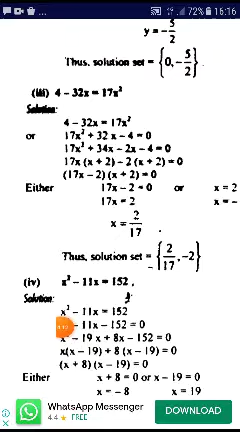 16:16
72%
y = - 5/2
Thus, solution set = {0, - 5/2}.
(iii) 4 - 32x = 17x²
Solution:
4 - 32x = 17x²
or 17x² + 32 x - 4 = 0
17x² + 34x - 2x - 4 = 0
17x (x + 2) - 2 (x + 2) = 0
(17x - 2) (x + 2) = 0
Either 17x - 2 = 0 or x = 2
17x = 2 x = -
x = 2/17 .
Thus, solution set = {2/17, -2}
(iv) x² - 11x = 152 .
Solution:
x² - 11x = 152
- 11x - 152 = 0
x² - 19 x + 8x - 152 = 0
x(x - 19) + 8 (x - 19) = 0
(x + 8) (x - 19) = 0
Either x + 8 = 0 or x - 19 = 0
x = - 8 x = 19
WhatsApp Messenger
4.4 ★ FREE
DOWNLOAD